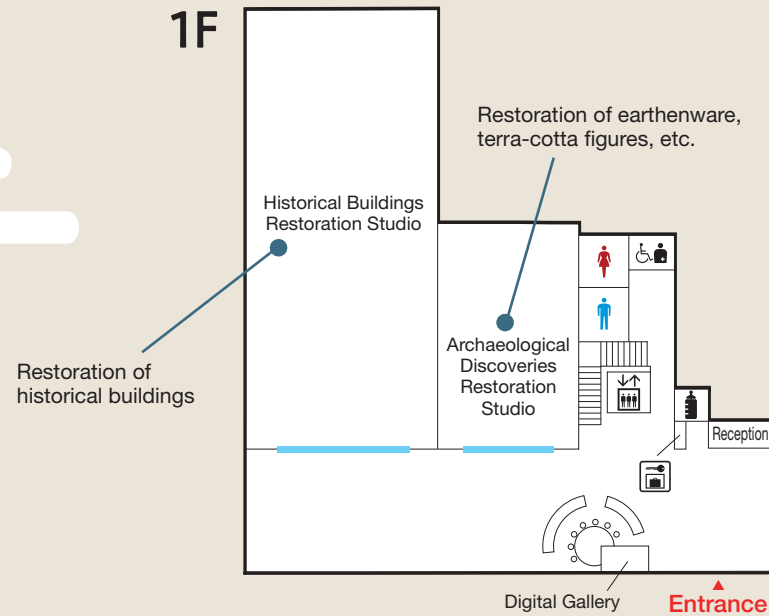 1F
Restoration of earthenware,
terra-cotta figures, etc.
Historical Buildings
Restoration Studio
Archaeological
Discoveries
Restoration
Studio
Restoration of
historical buildings
Reception
Digital Gallery
Entrance